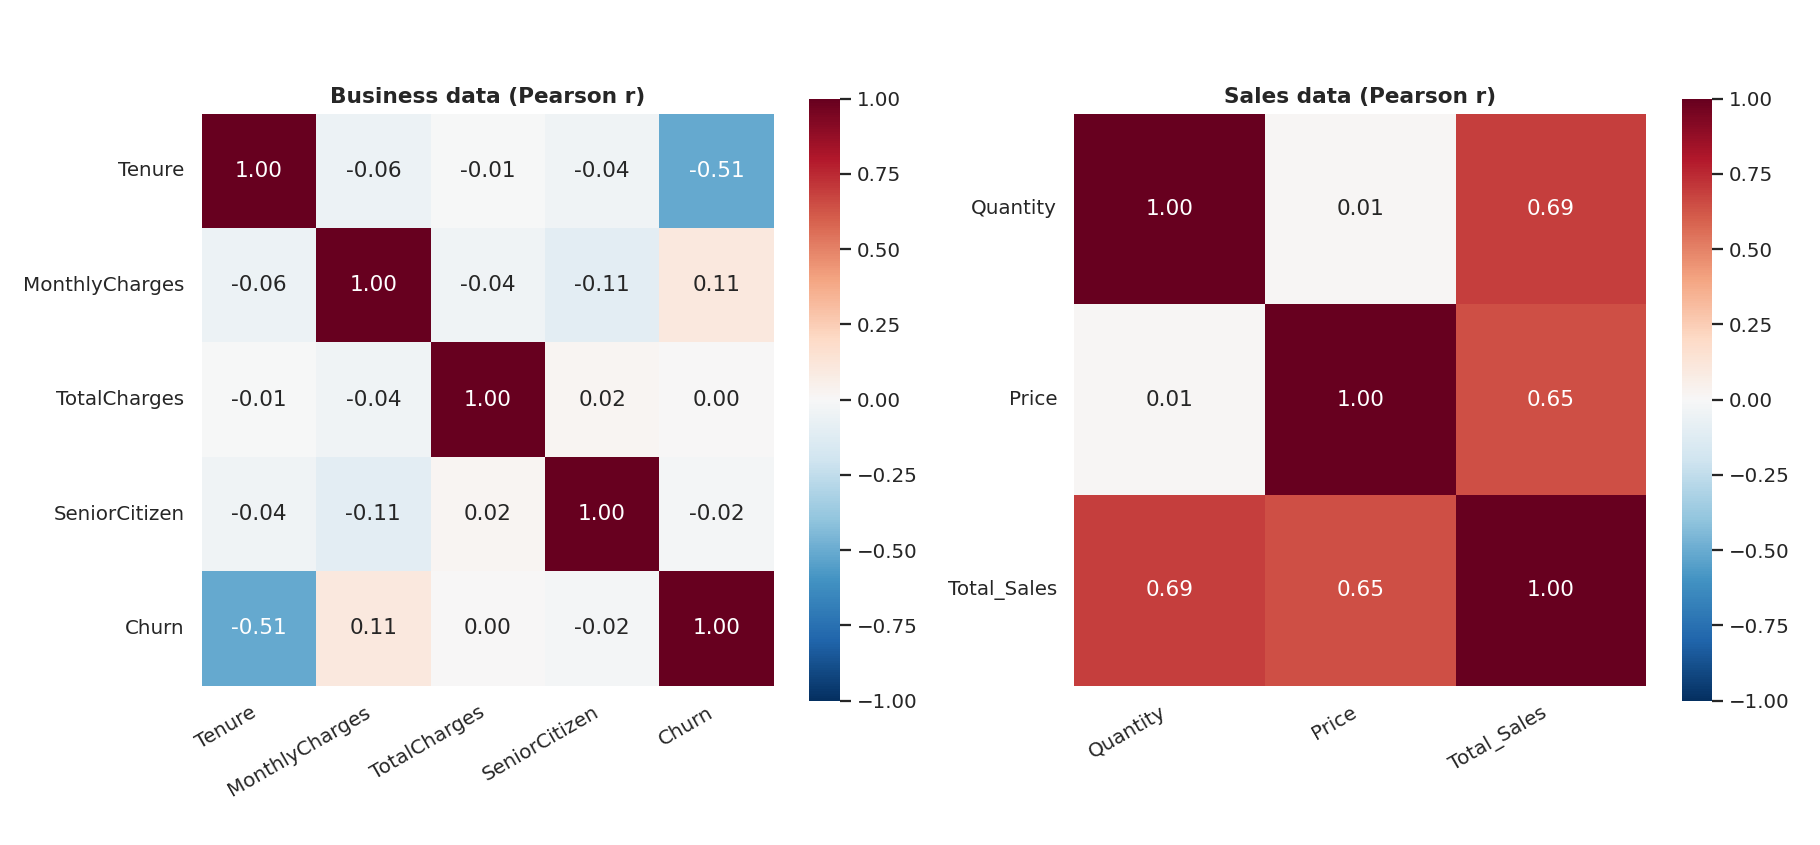 Business data (Pearson r)
Tenure 1.00 -0.06 -0.01 -0.04 -0.51
MonthlyCharges -0.06 1.00 -0.04 -0.11 0.11
TotalCharges -0.01 -0.04 1.00 0.02 0.00
SeniorCitizen -0.04 -0.11 0.02 1.00 -0.02
Churn -0.51 0.11 0.00 -0.02 1.00
Tenure MonthlyCharges TotalCharges SeniorCitizen Churn
1.00
0.75
0.50
0.25
0.00
−0.25
−0.50
−0.75
−1.00
Sales data (Pearson r)
Quantity 1.00 0.01 0.69
Price 0.01 1.00 0.65
Total_Sales 0.69 0.65 1.00
Quantity Price Total_Sales
1.00
0.75
0.50
0.25
0.00
−0.25
−0.50
−0.75
−1.00